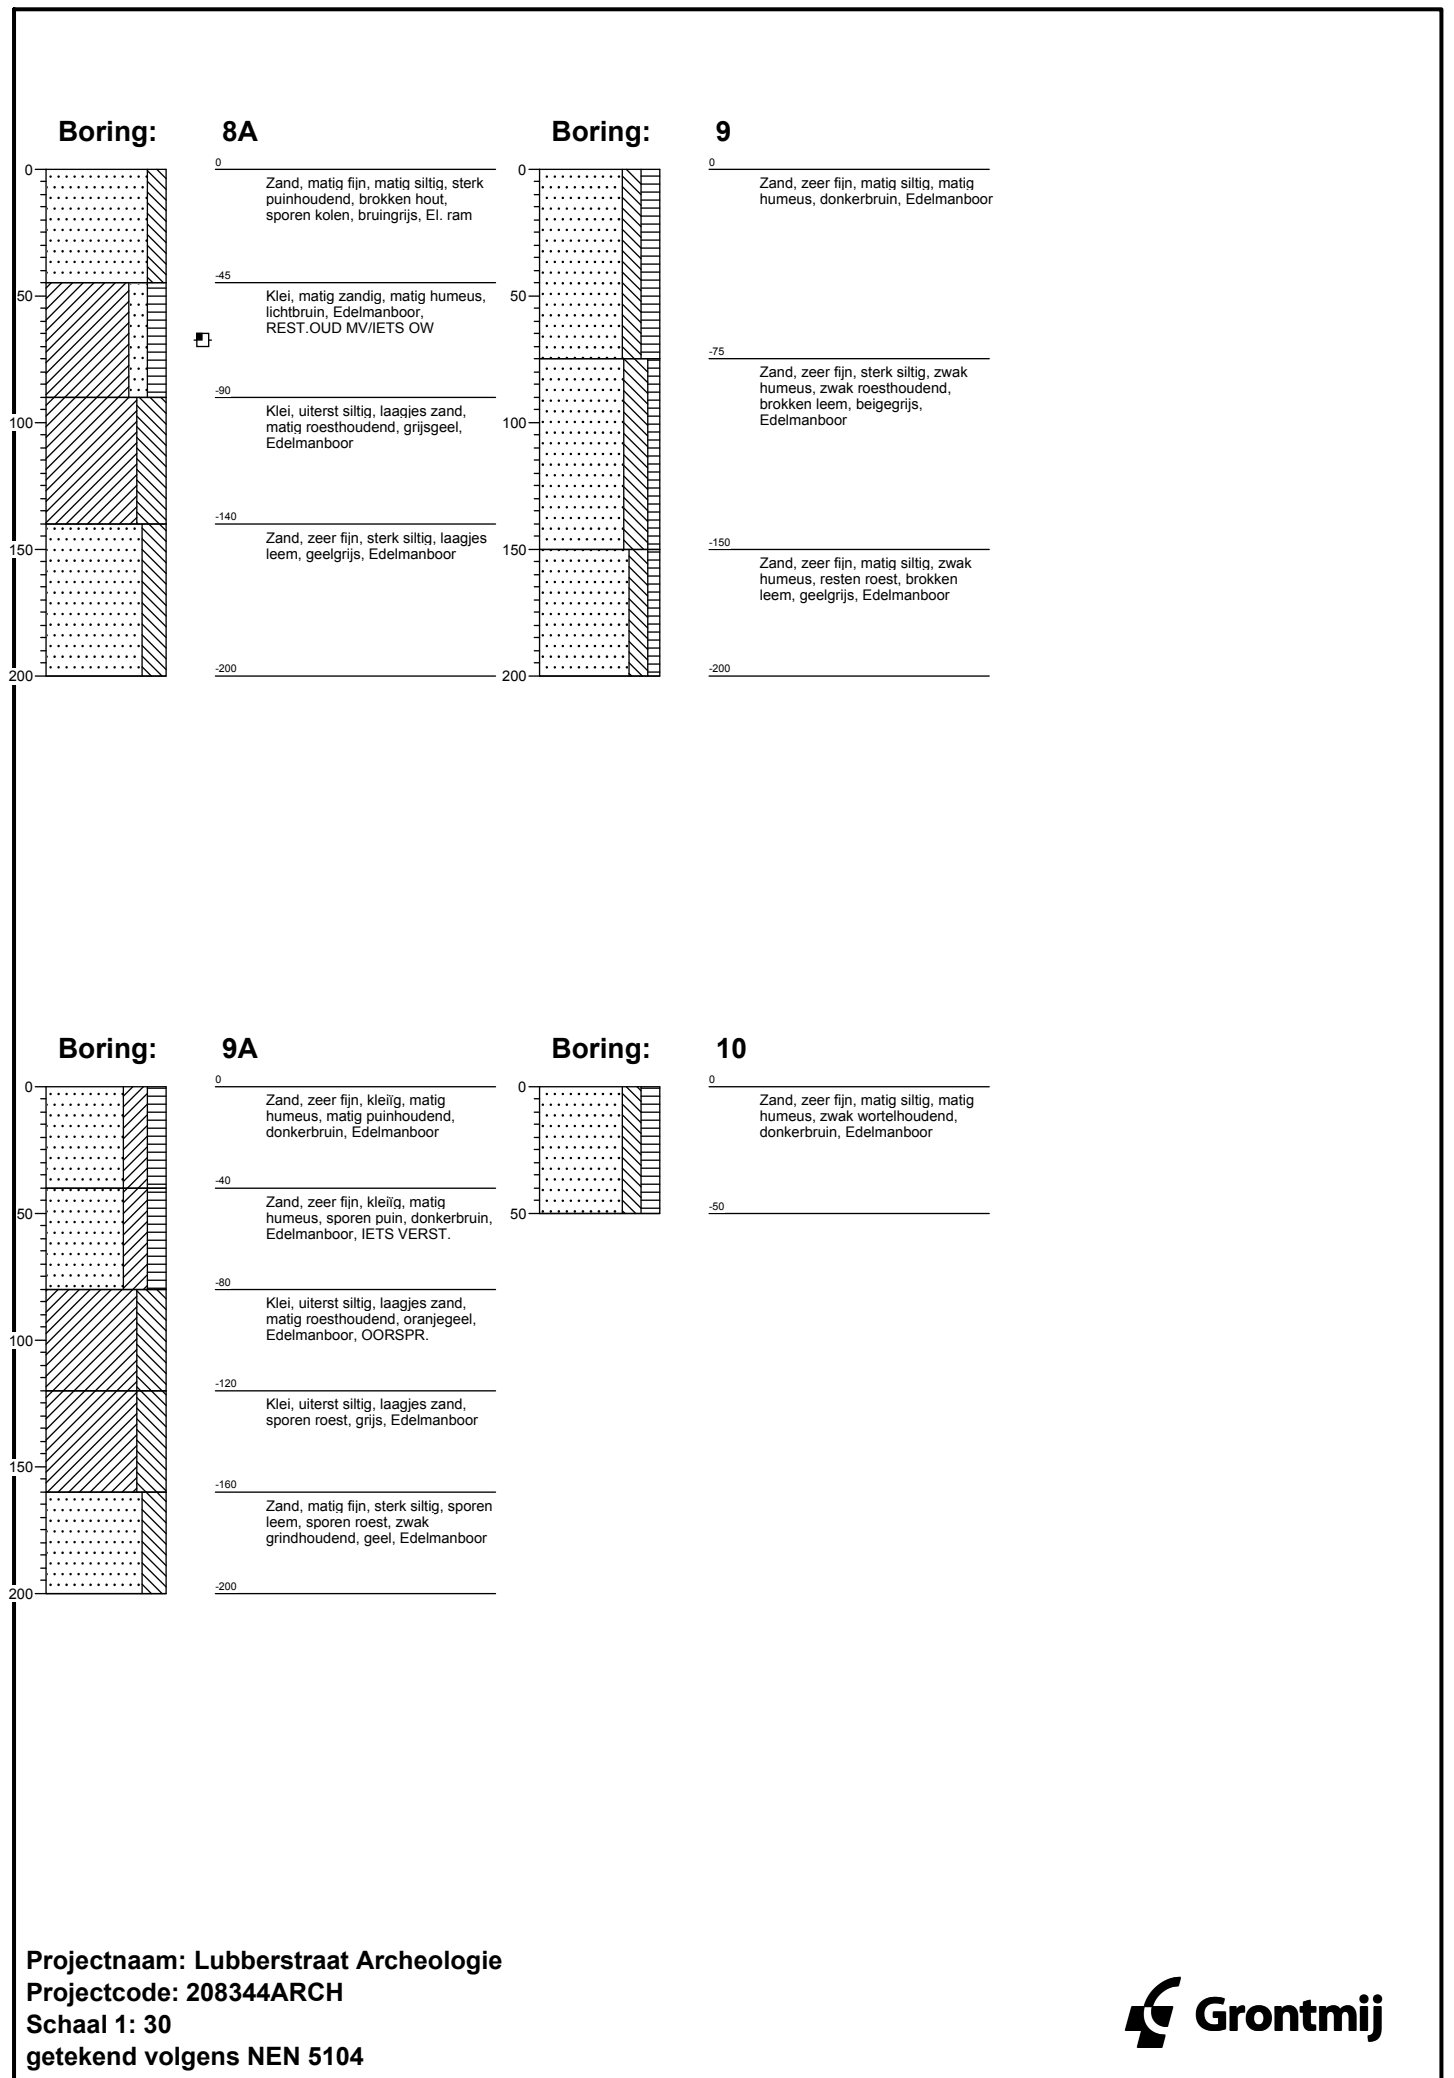 Boring: 8A
0
0
Zand, matig fijn, matig siltig, sterk
puinhoudend, brokken hout,
sporen kolen, bruingrijs, El. ram
-45
50
Klei, matig zandig, matig humeus,
lichtbruin, Edelmanboor,
REST.OUD MV/IETS OW
-90
100
Klei, uiterst siltig, laagjes zand,
matig roesthoudend, grijsgeel,
Edelmanboor
-140
150
Zand, zeer fijn, sterk siltig, laagjes
leem, geelgrijs, Edelmanboor
-200
200
Boring: 9
0
0
Zand, zeer fijn, matig siltig, matig
humeus, donkerbruin, Edelmanboor
50
-75
Zand, zeer fijn, sterk siltig, zwak
humeus, zwak roesthoudend,
brokken leem, beigegrijs,
Edelmanboor
100
-150
150
Zand, zeer fijn, matig siltig, zwak
humeus, resten roest, brokken
leem, geelgrijs, Edelmanboor
-200
200
Boring: 9A
0
0
Zand, zeer fijn, kleiïg, matig
humeus, matig puinhoudend,
donkerbruin, Edelmanboor
-40
50
Zand, zeer fijn, kleiïg, matig
humeus, sporen puin, donkerbruin,
Edelmanboor, IETS VERST.
-80
Klei, uiterst siltig, laagjes zand,
matig roesthoudend, oranjegeel,
Edelmanboor, OORSPR.
100
-120
Klei, uiterst siltig, laagjes zand,
sporen roest, grijs, Edelmanboor
150
-160
Zand, matig fijn, sterk siltig, sporen
leem, sporen roest, zwak
grindhoudend, geel, Edelmanboor
-200
200
Boring: 10
0
0
Zand, zeer fijn, matig siltig, matig
humeus, zwak wortelhoudend,
donkerbruin, Edelmanboor
-50
50
Projectnaam: Lubberstraat Archeologie
Projectcode: 208344ARCH
Schaal 1: 30
getekend volgens NEN 5104
Grontmij